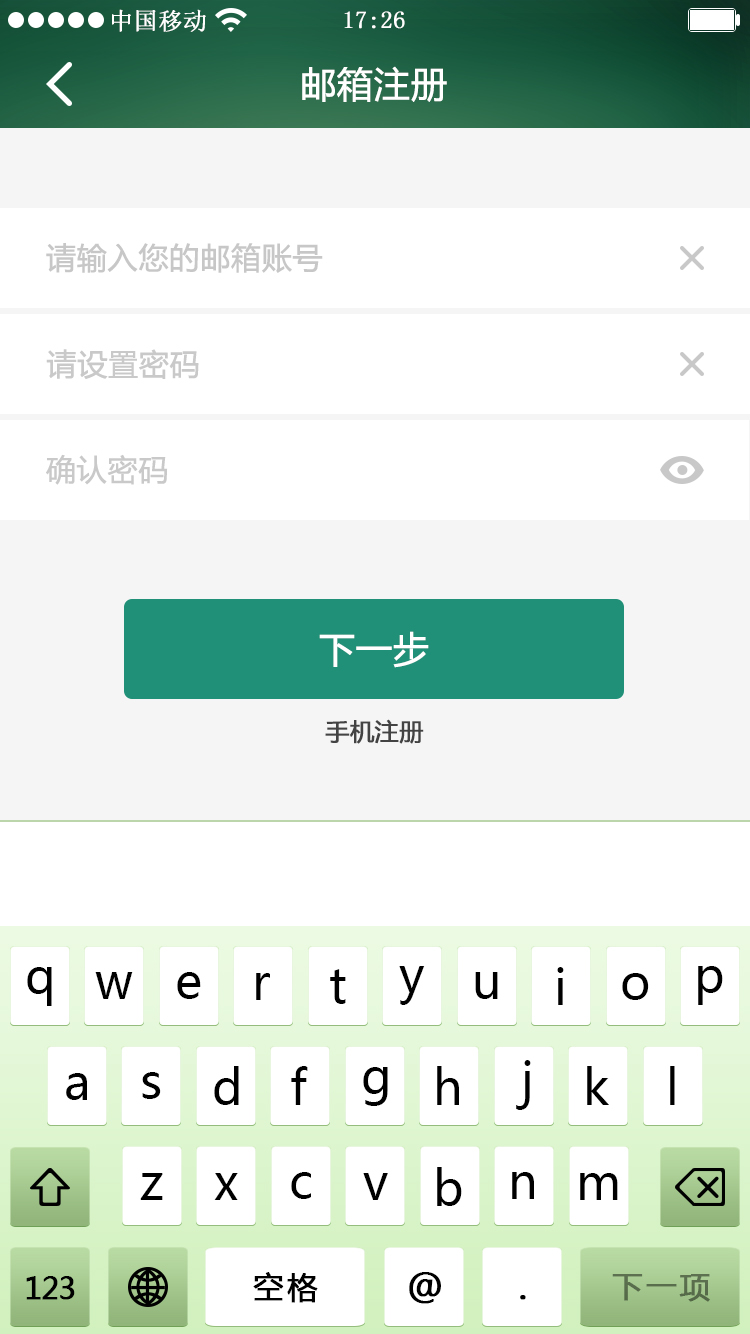 中国移动 17:26
邮箱注册
请输入您的邮箱账号
请设置密码
确认密码
下一步
手机注册
q w e r t y u i o p
a s d f g h j k l
z x c v b n m
123 空格 @ . 下一项